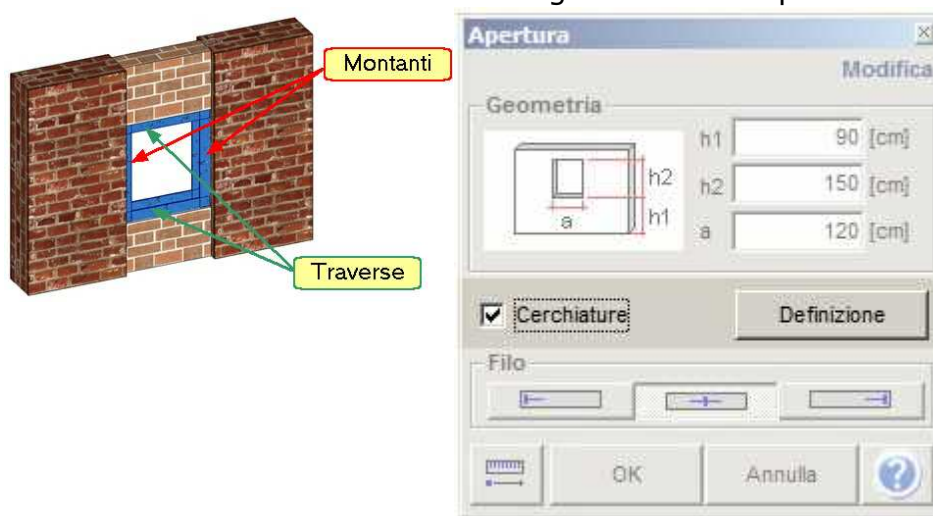 Montanti
Traverse
Apertura
Modifica
Geometria
h2
h1
a
h1 90 [cm]
h2 150 [cm]
a 120 [cm]
Cerchiature
Definizione
Filo
OK
Annulla
?